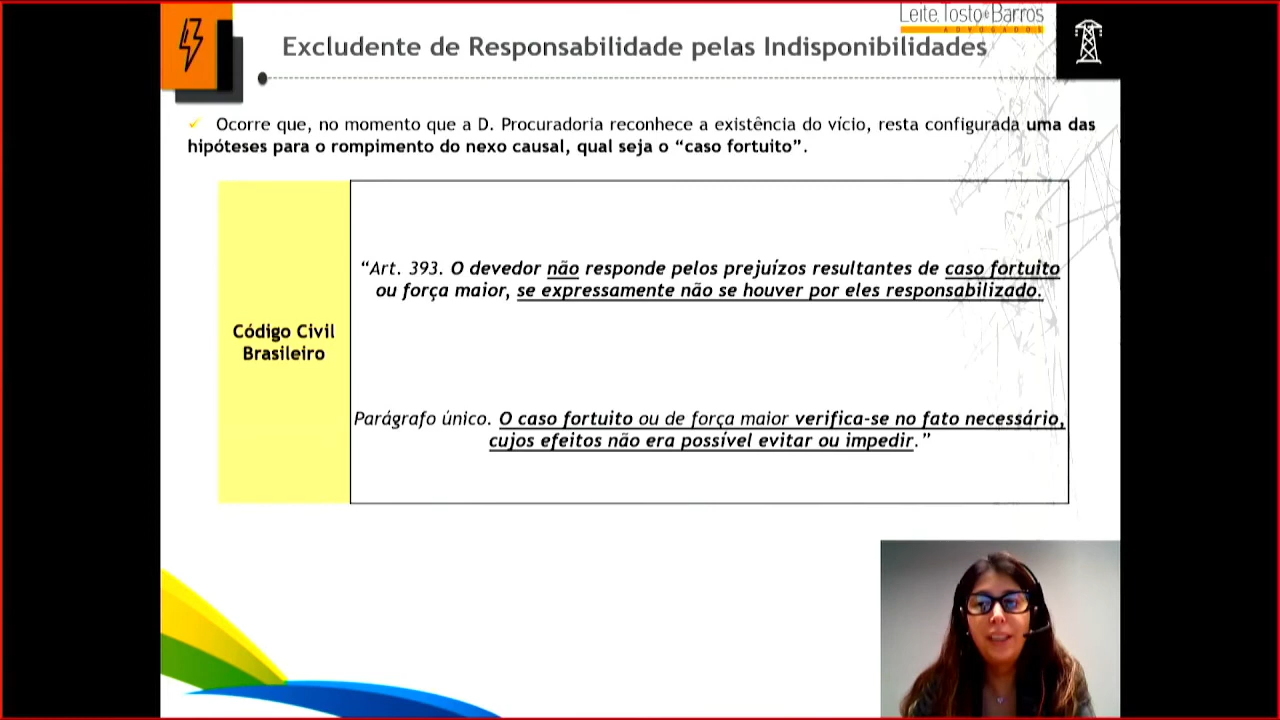 Leite, Tosto e Barros
ADVOGADOS
Excludente de Responsabilidade pelas Indisponibilidades
✓ Ocorre que, no momento que a D. Procuradoria reconhece a existência do vício, resta configurada uma das
hipóteses para o rompimento do nexo causal, qual seja o “caso fortuito”.
Código Civil
Brasileiro
“Art. 393. O devedor não responde pelos prejuízos resultantes de caso fortuito
ou força maior, se expressamente não se houver por eles responsabilizado.
Parágrafo único. O caso fortuito ou de força maior verifica-se no fato necessário,
cujos efeitos não era possível evitar ou impedir.”